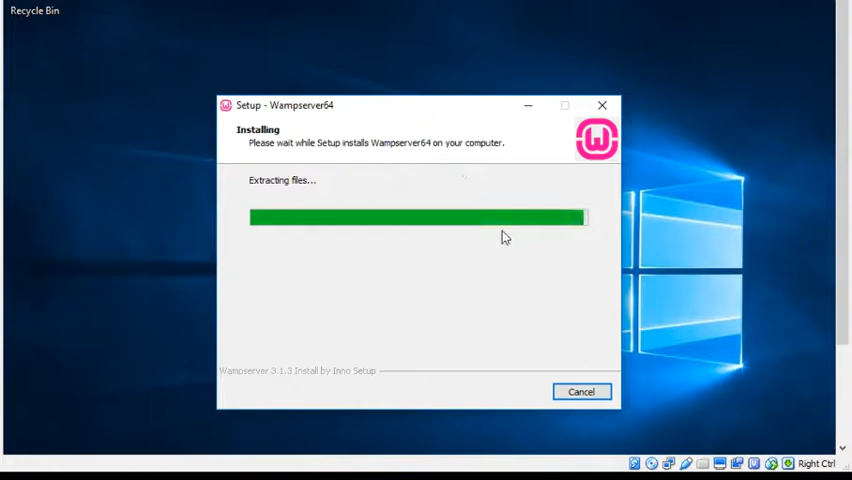 Recycle Bin
Setup - Wampserver64
Installing
Please wait while Setup installs Wampserver64 on your computer.
Extracting files...
Wampserver 3.1.3 Install by Inno Setup
Cancel
Right Ctrl